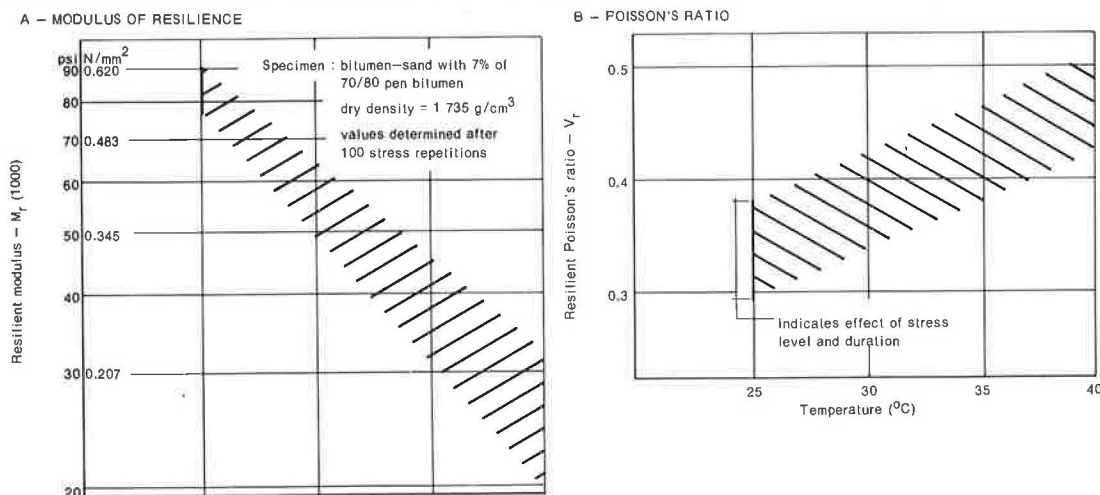 A – MODULUS OF RESILIENCE
psi N/mm²
90 0.620
80
70 0.483
60
50 0.345
40
30 0.207
20
Resilient modulus – Mr (1000)
Specimen : bitumen–sand with 7% of
70/80 pen bitumen
dry density = 1 735 g/cm³
values determined after
100 stress repetitions
B – POISSON'S RATIO
0.5
0.4
0.3
Resilient Poisson's ratio – Vr
Indicates effect of stress
level and duration
25 30 35 40
Temperature (°C)